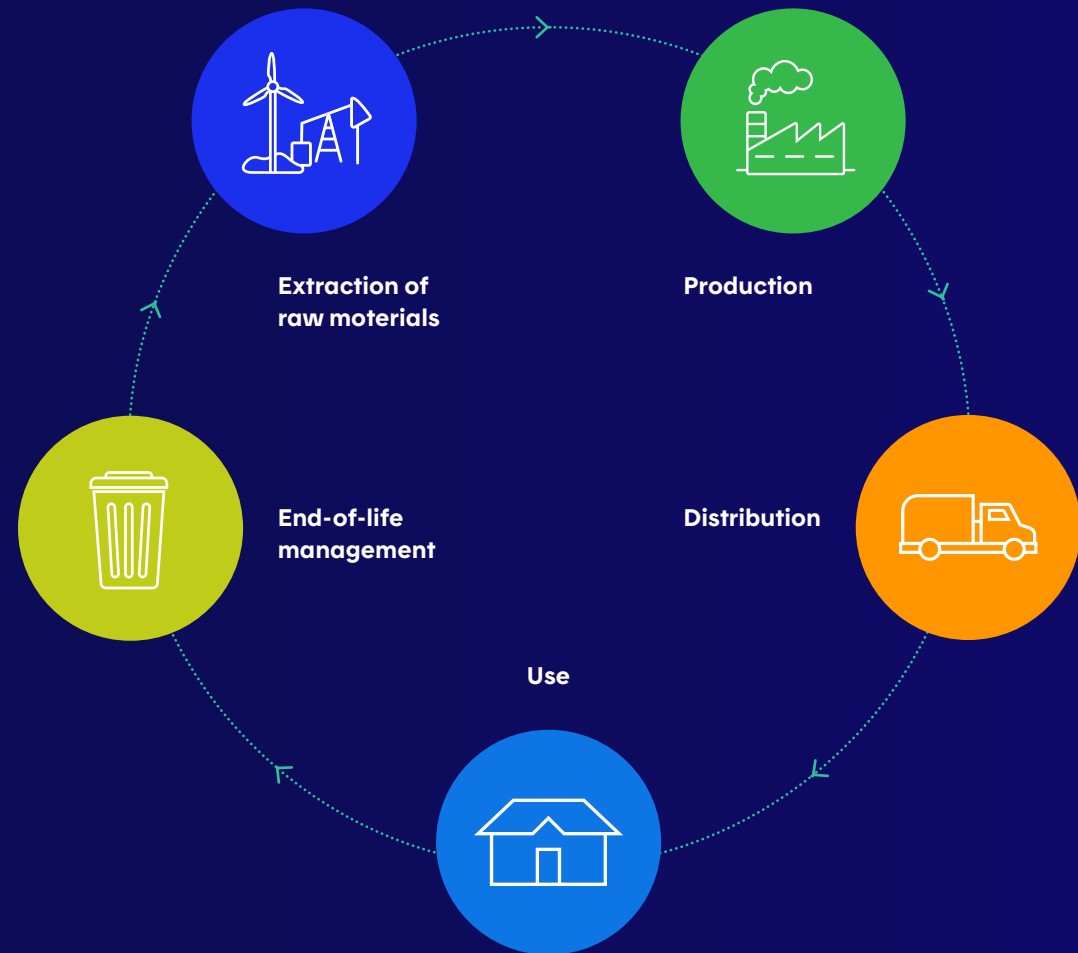 Extraction of
raw moterials
Production
End-of-life
management
Distribution
Use